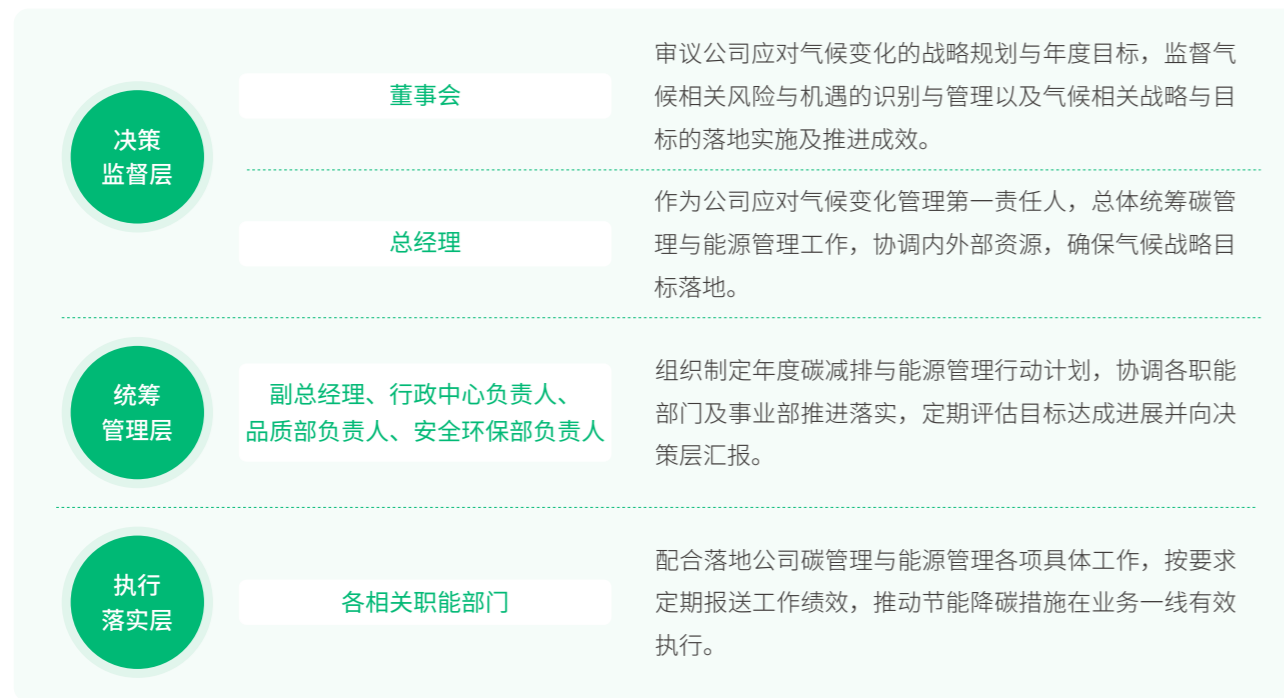 决策
监督层
董事会
审议公司应对气候变化的战略规划与年度目标，监督气
候相关风险与机遇的识别与管理以及气候相关战略与目
标的落地实施及推进成效。
总经理
作为公司应对气候变化管理第一责任人，总体统筹碳管
理与能源管理工作，协调内外部资源，确保气候战略目
标落地。
统筹
管理层
副总经理、行政中心负责人、
品质部负责人、安全环保部负责人
组织制定年度碳减排与能源管理行动计划，协调各职能
部门及事业部推进落实，定期评估目标达成进展并向决
策层汇报。
执行
落实层
各相关职能部门
配合落地公司碳管理与能源管理各项具体工作，按要求
定期报送工作绩效，推动节能降碳措施在业务一线有效
执行。